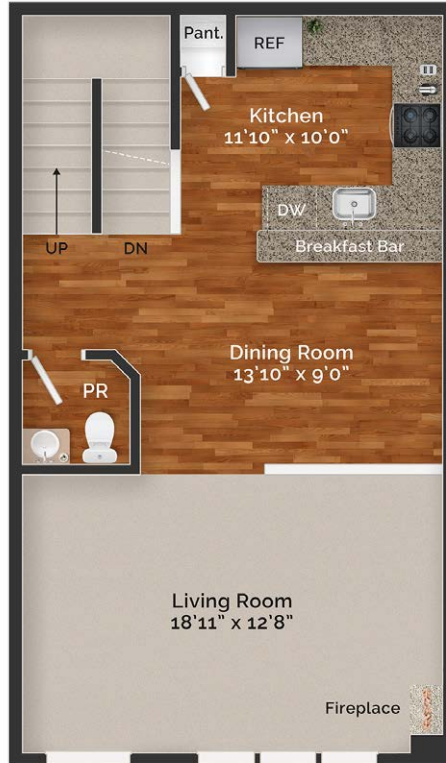 Pant.
REF
Kitchen
11'10" x 10'0"
DW
Breakfast Bar
UP
DN
Dining Room
13'10" x 9'0"
PR
Living Room
18'11" x 12'8"
Fireplace